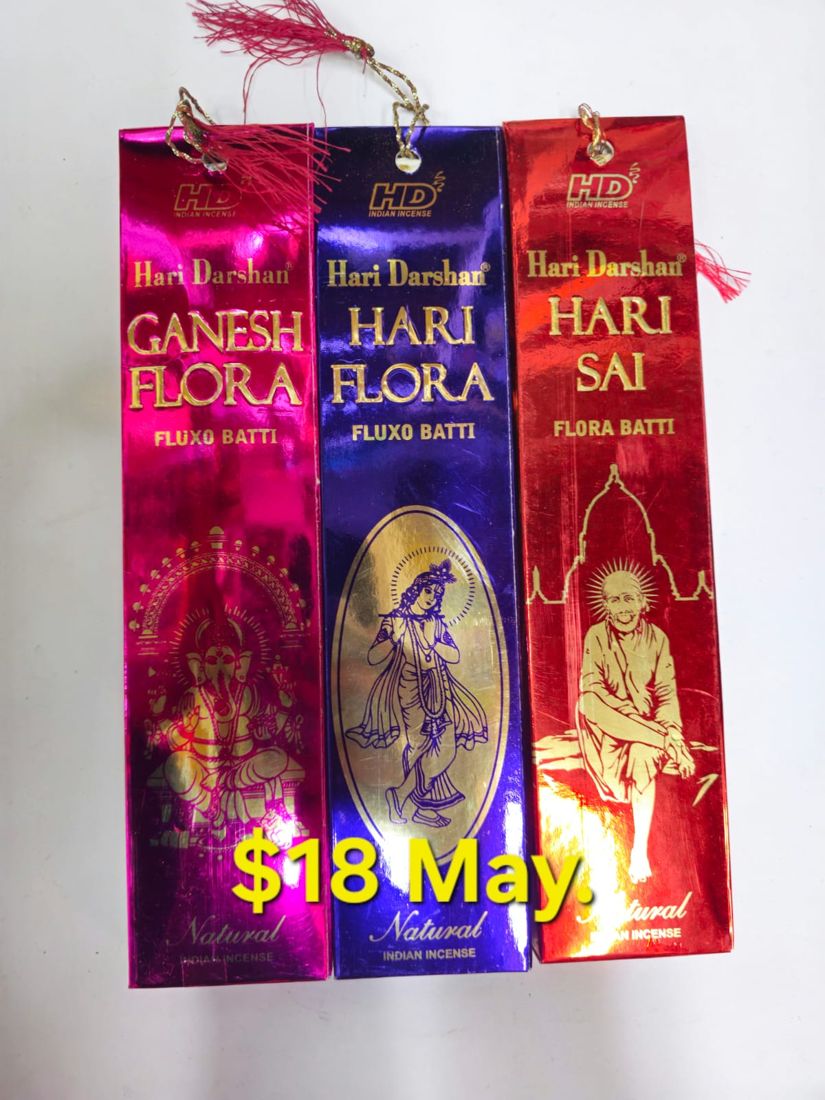 HD
INDIAN INCENSE
Hari Darshan®
GANESH
FLORA
FLUXO BATTI
Natural
INDIAN INCENSE
HD
INDIAN INCENSE
Hari Darshan®
HARI
FLORA
FLUXO BATTI
Natural
INDIAN INCENSE
HD
INDIAN INCENSE
Hari Darshan®
HARI
SAI
FLORA BATTI
Natural
INDIAN INCENSE
$18 May.